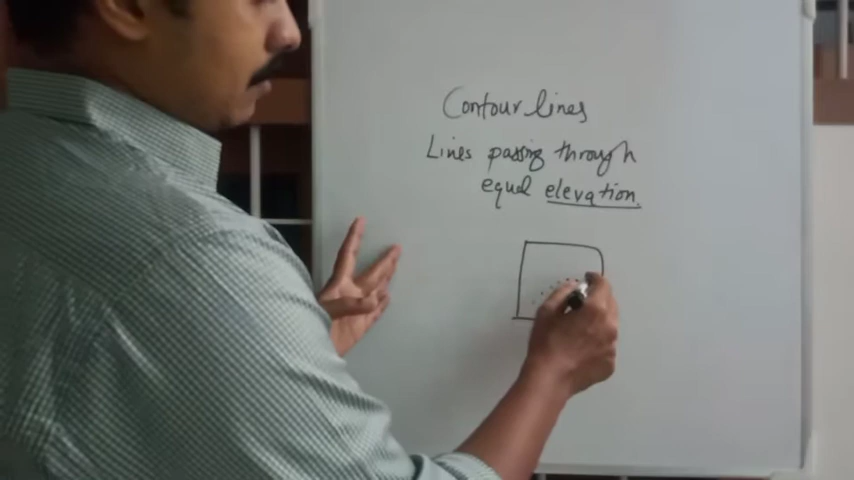 Contour lines
Lines passing through
equal elevation.